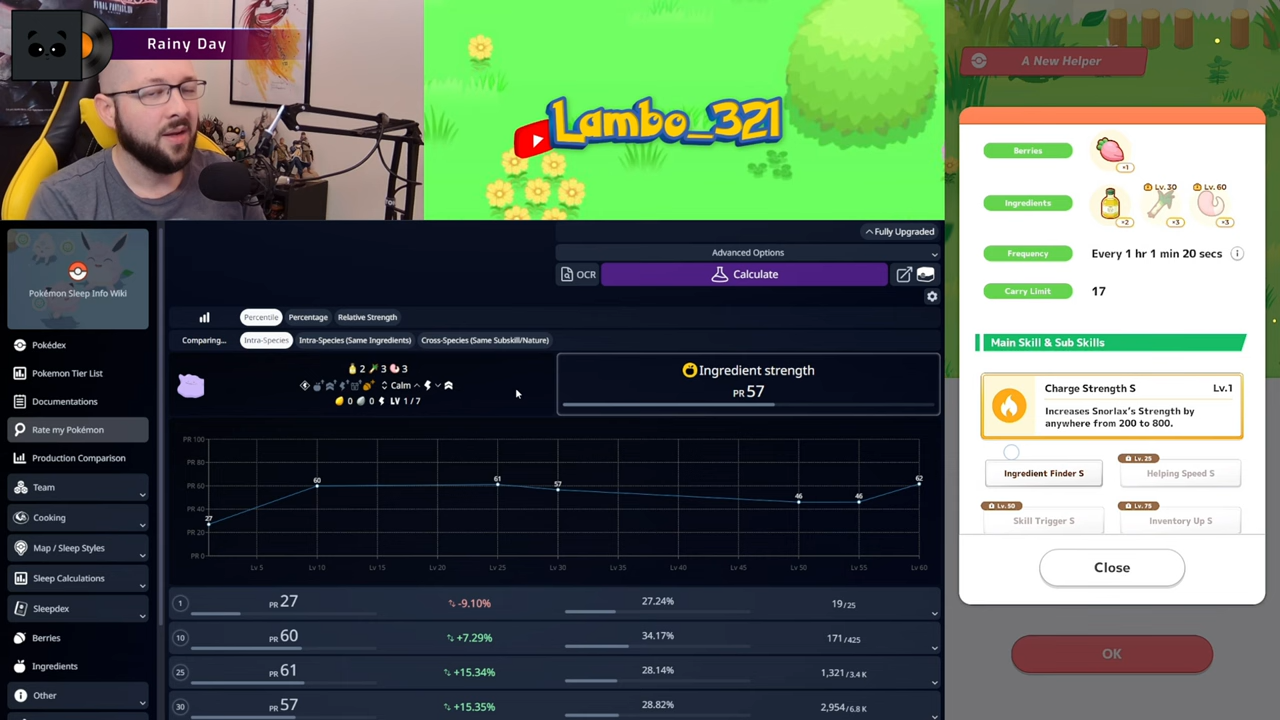 Rainy Day
Lambo_321
A New Helper
Berries
×1
Ingredients
×2
Lv.30
×3
Lv.60
×3
Frequency
Every 1 hr 1 min 20 secs
Carry Limit
17
Main Skill & Sub Skills
Charge Strength S
Lv.1
Increases Snorlax's Strength by
anywhere from 200 to 800.
Ingredient Finder S
Lv.25
Helping Speed S
Lv.50
Skill Trigger S
Lv.75
Inventory Up S
Close
OK
Pokémon Sleep Info Wiki
Pokédex
Pokemon Tier List
Documentations
Rate my Pokémon
Production Comparison
Team
Cooking
Map / Sleep Styles
Sleep Calculations
Sleepdex
Berries
Ingredients
Other
Fully Upgraded
Advanced Options
OCR
Calculate
Percentile
Percentage
Relative Strength
Comparing...
Intra-Species
Intra-Species (Same Ingredients)
Cross-Species (Same Subskill/Nature)
2 3 3
Calm
0 0 LV 1 / 7
Ingredient strength
PR 57
PR 100
PR 80
PR 60
PR 40
PR 20
PR 0
27
60
61
57
46
46
62
Lv 5
Lv 10
Lv 15
Lv 20
Lv 25
Lv 30
Lv 35
Lv 40
Lv 45
Lv 50
Lv 55
Lv 60
1 PR 27 -9.10% 27.24% 19/25
10 PR 60 +7.29% 34.17% 171/425
25 PR 61 +15.34% 28.14% 1,321/3.4 K
30 PR 57 +15.35% 28.82% 2,954/6.8 K